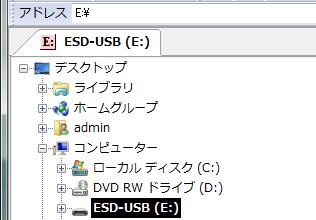 アドレス E:¥
E: ESD-USB (E:)
デスクトップ
ライブラリ
ホームグループ
admin
コンピューター
ローカル ディスク (C:)
DVD RW ドライブ (D:)
ESD-USB (E:)